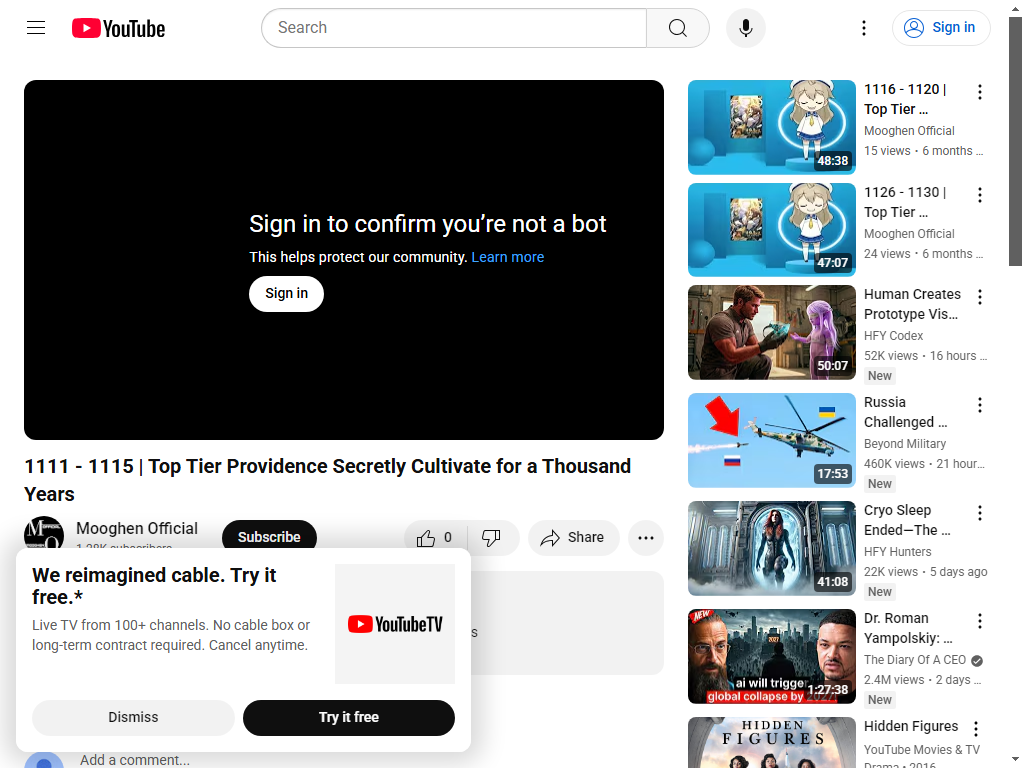 YouTube
Search
Sign in
Sign in to confirm you’re not a bot
This helps protect our community. Learn more
Sign in
1111 - 1115 | Top Tier Providence Secretly Cultivate for a Thousand
Years
Mooghen Official
Subscribe
0
Share
We reimagined cable. Try it
free.*
Live TV from 100+ channels. No cable box or
long-term contract required. Cancel anytime.
YouTubeTV
Dismiss
Try it free
Add a comment...
1116 - 1120 |
Top Tier …
Mooghen Official
15 views • 6 months …
48:38
1126 - 1130 |
Top Tier …
Mooghen Official
24 views • 6 months …
47:07
Human Creates
Prototype Vis…
HFY Codex
52K views • 16 hours …
New
50:07
Russia
Challenged …
Beyond Military
460K views • 21 hour…
New
17:53
Cryo Sleep
Ended—The …
HFY Hunters
22K views • 5 days ago
New
41:08
Dr. Roman
Yampolskiy: …
The Diary Of A CEO
2.4M views • 2 days …
New
NEW
2027
ai will trigger
global collapse by
1:27:38
Hidden Figures
YouTube Movies & TV
Drama • 2016
HIDDEN
FIGURES